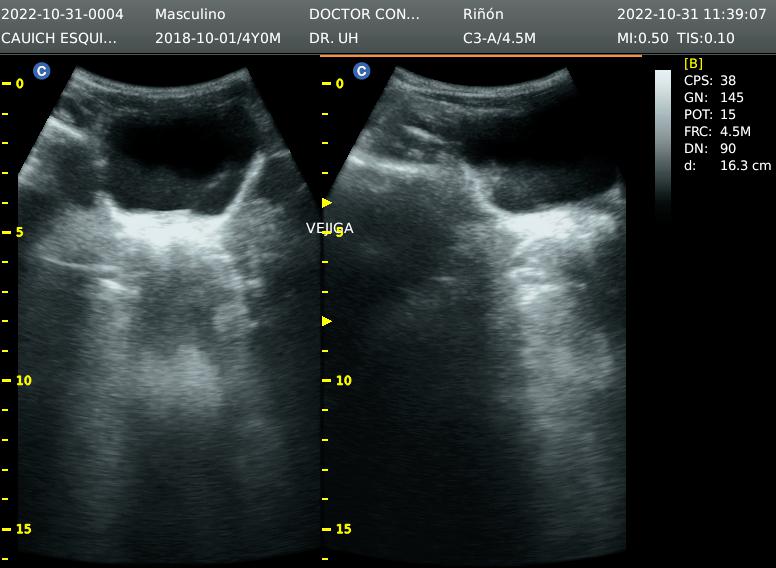 2022-10-31-0004 Masculino DOCTOR CON... Riñón 2022-10-31 11:39:07
CAUICH ESQUI... 2018-10-01/4Y0M DR. UH C3-A/4.5M MI:0.50 TIS:0.10
C
C
[B]
CPS: 38
GN: 145
POT: 15
FRC: 4.5M
DN: 90
d: 16.3 cm
0
5
10
15
0
5
10
15
VEJIGA